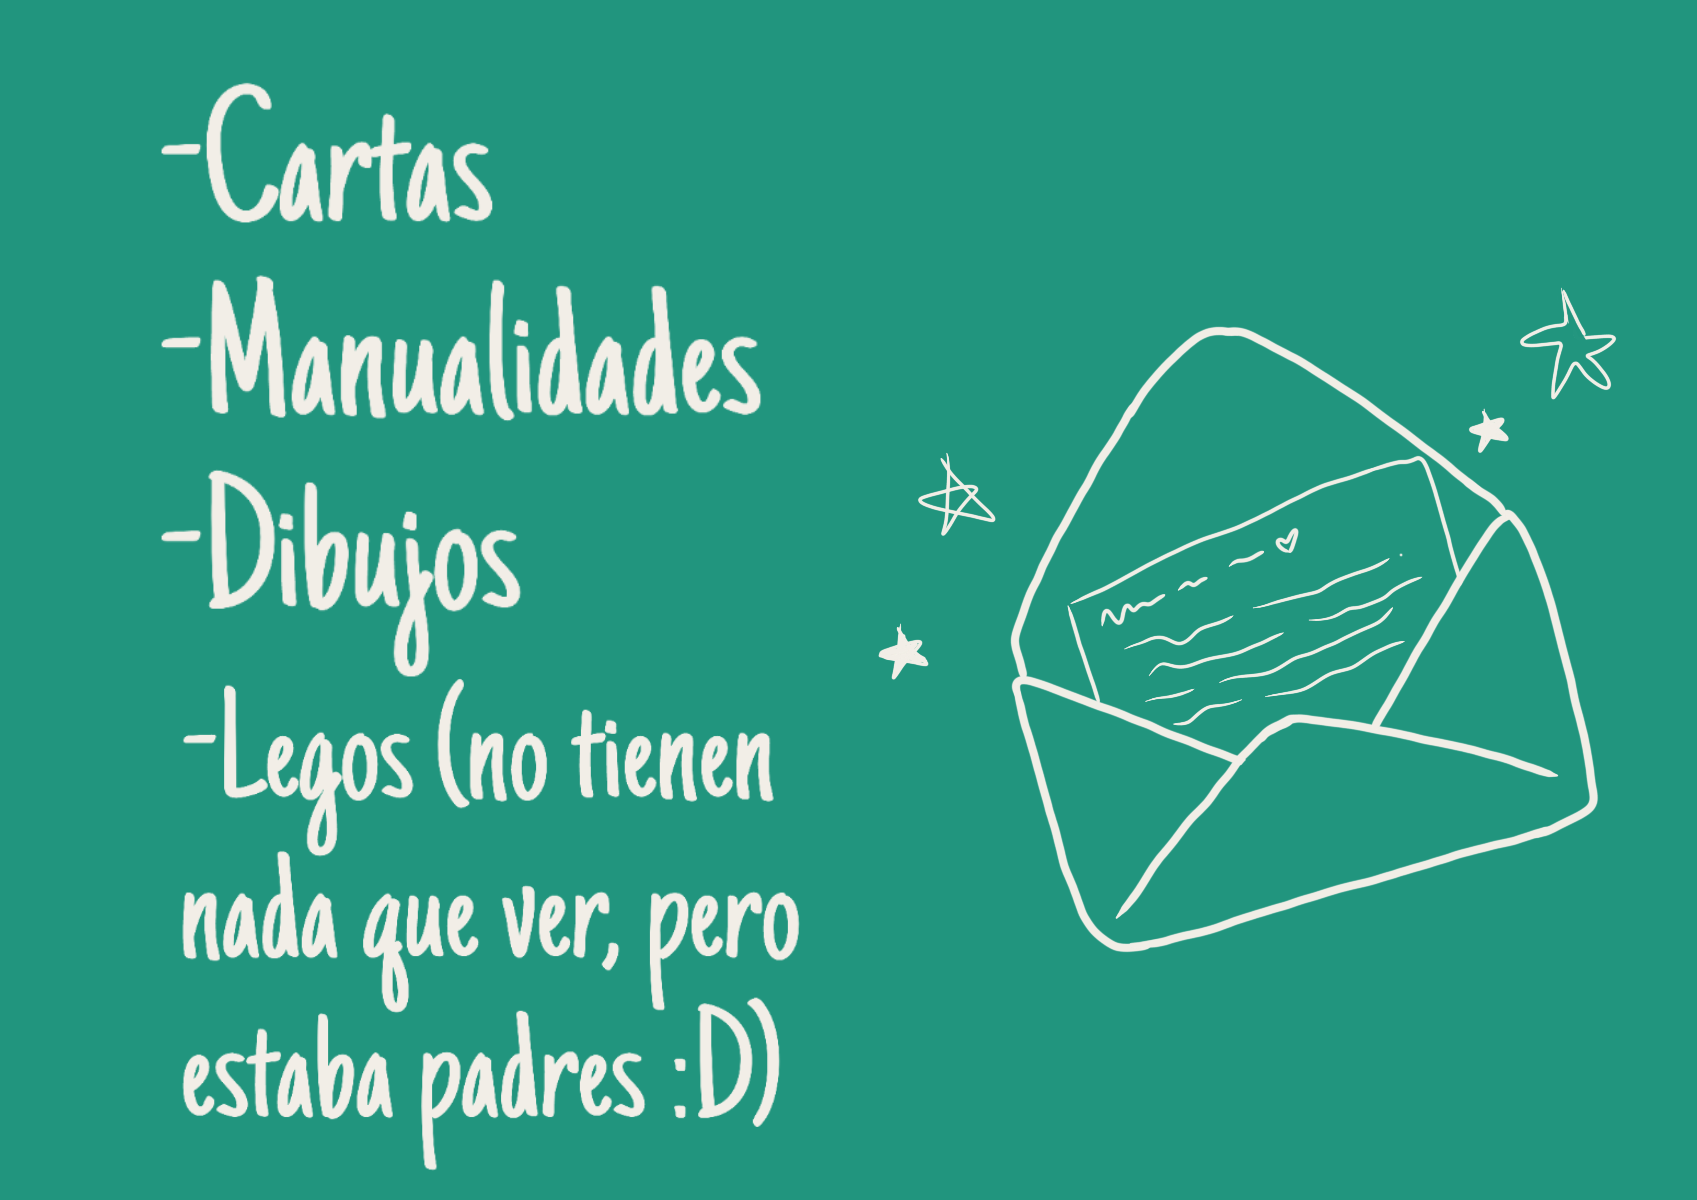 -Cartas
-Manualidades
-Dibujos
-Legos (no tienen
nada que ver, pero
estaba padres :D)